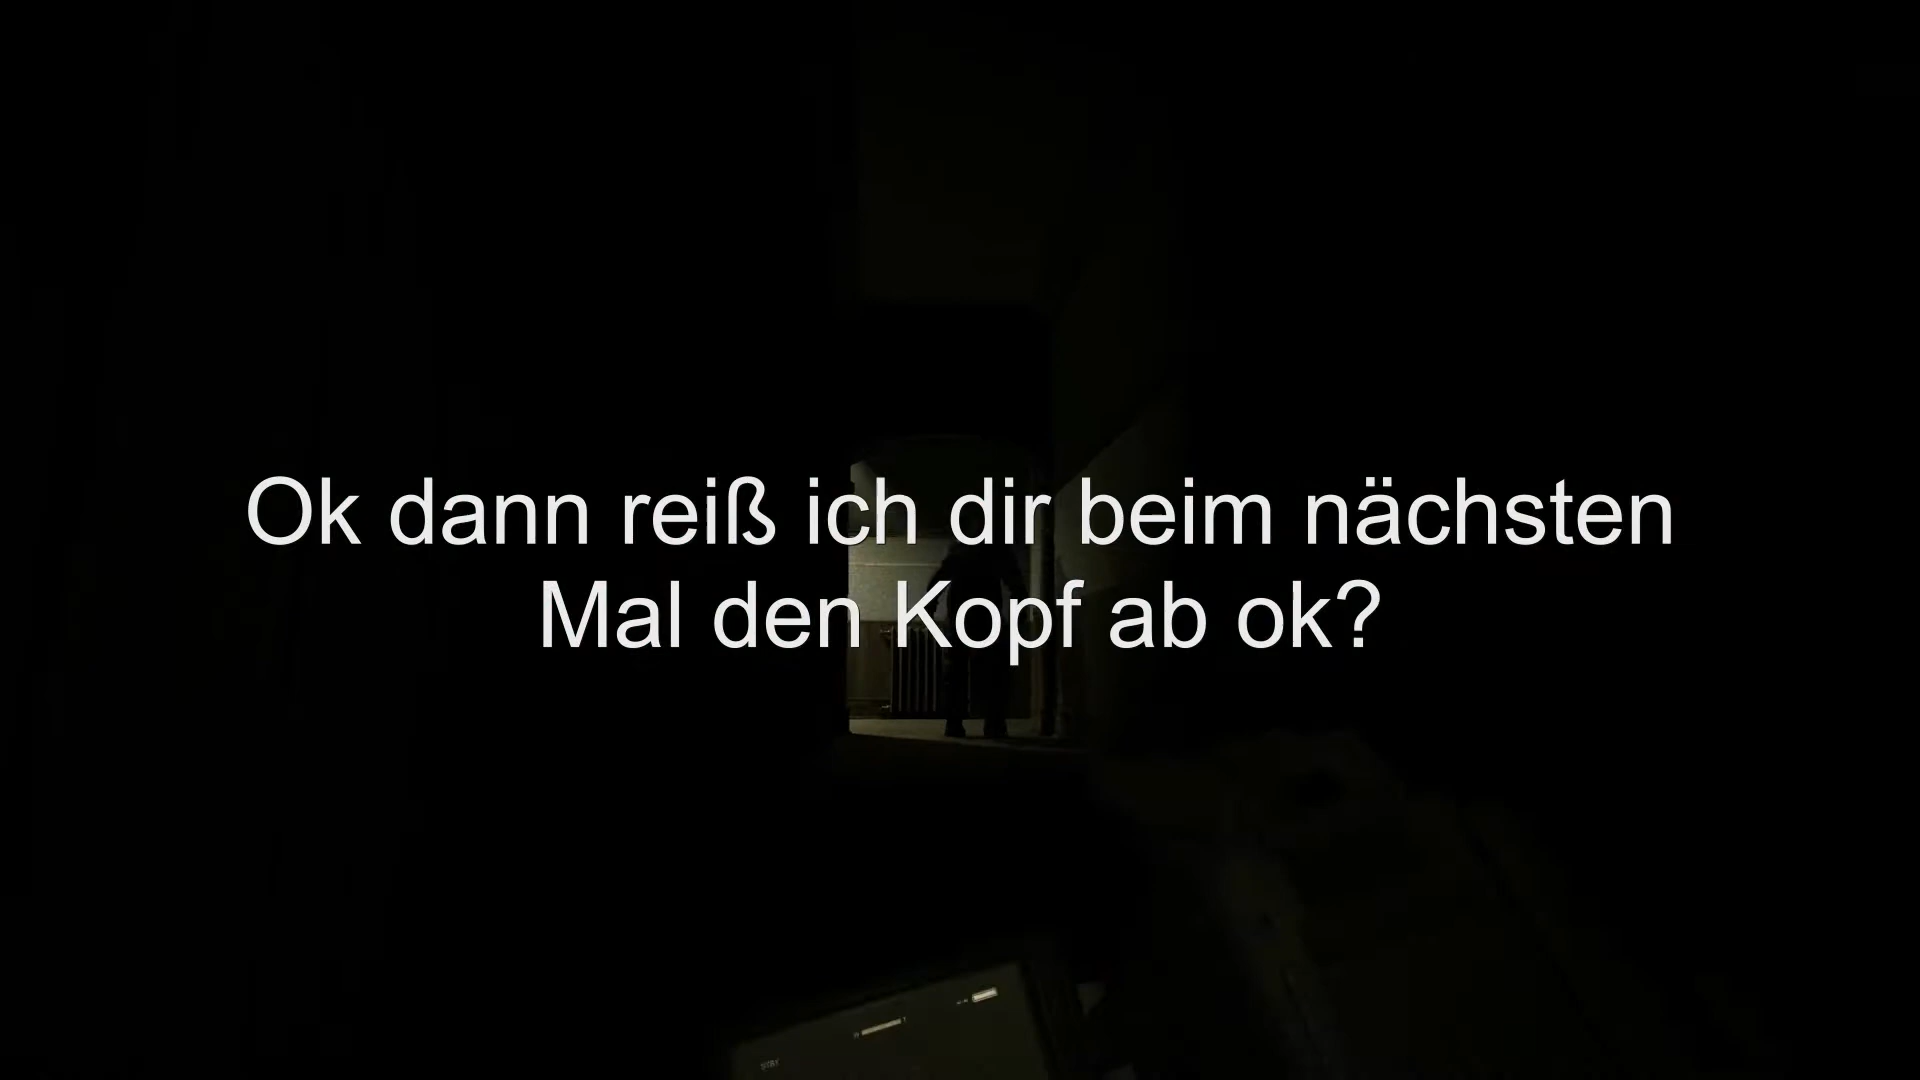 Ok dann reiß ich dir beim nächsten
Mal den Kopf ab ok?